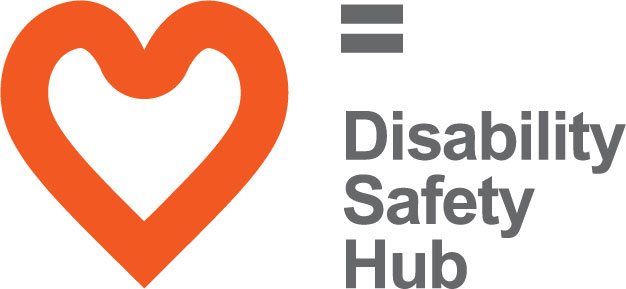 =
Disability
Safety
Hub